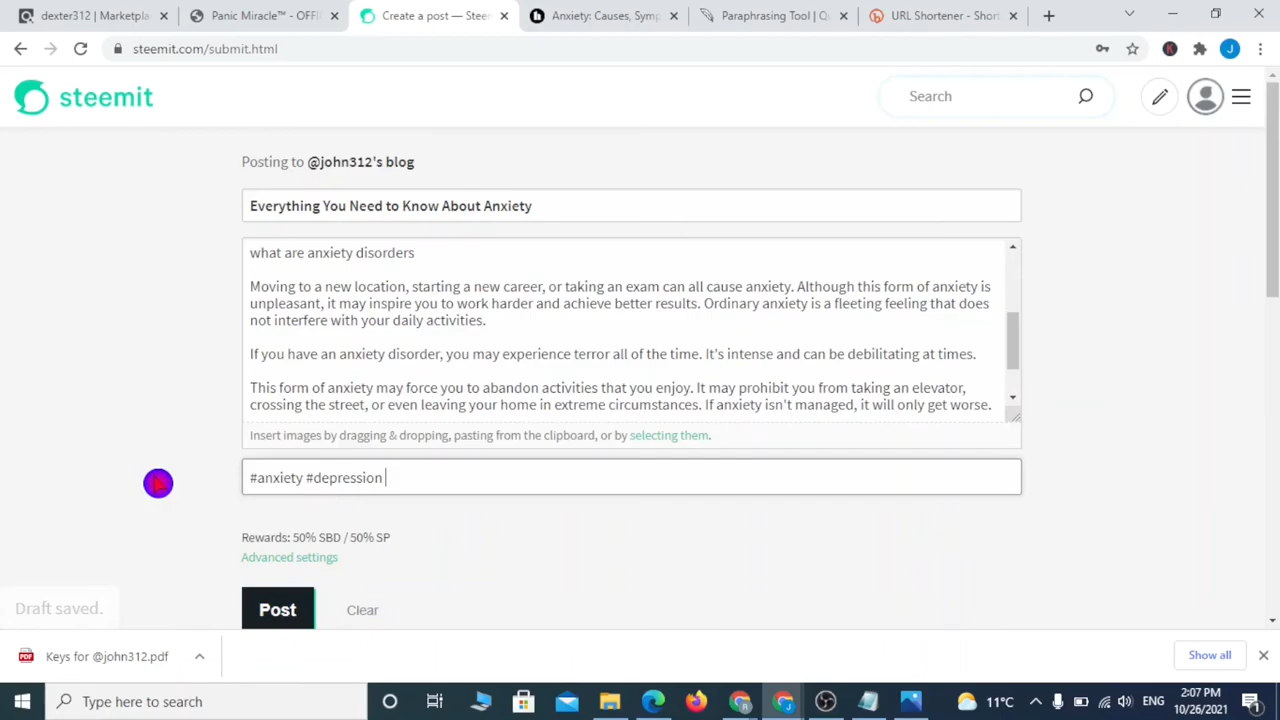 dexter312 | Marketpla
Panic Miracle™ - OFFI
Create a post — Steem
Anxiety: Causes, Symp
Paraphrasing Tool | Qu
URL Shortener - Short
steemit.com/submit.html
K
J
steemit
Search
Posting to @john312's blog
Everything You Need to Know About Anxiety
what are anxiety disorders
Moving to a new location, starting a new career, or taking an exam can all cause anxiety. Although this form of anxiety is
unpleasant, it may inspire you to work harder and achieve better results. Ordinary anxiety is a fleeting feeling that does
not interfere with your daily activities.
If you have an anxiety disorder, you may experience terror all of the time. It's intense and can be debilitating at times.
This form of anxiety may force you to abandon activities that you enjoy. It may prohibit you from taking an elevator,
crossing the street, or even leaving your home in extreme circumstances. If anxiety isn't managed, it will only get worse.
Insert images by dragging & dropping, pasting from the clipboard, or by selecting them.
#anxiety #depression
Rewards: 50% SBD / 50% SP
Advanced settings
Draft saved.
Post
Clear
Keys for @john312.pdf
Show all
Type here to search
11°C
ENG
2:07 PM
10/26/2021